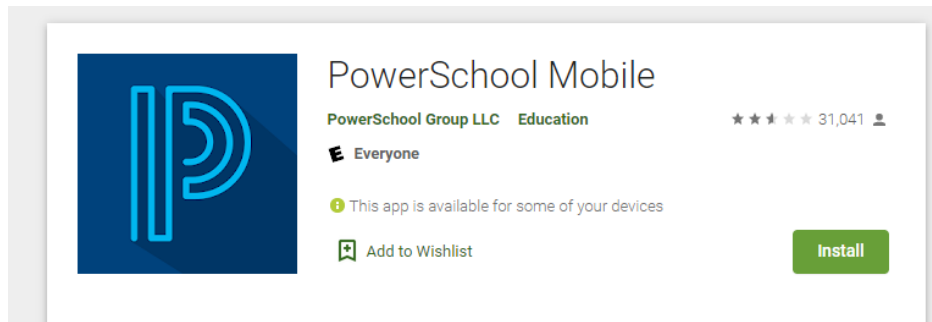 PowerSchool Mobile
PowerSchool Group LLC Education 31,041
E Everyone
This app is available for some of your devices
Add to Wishlist
Install